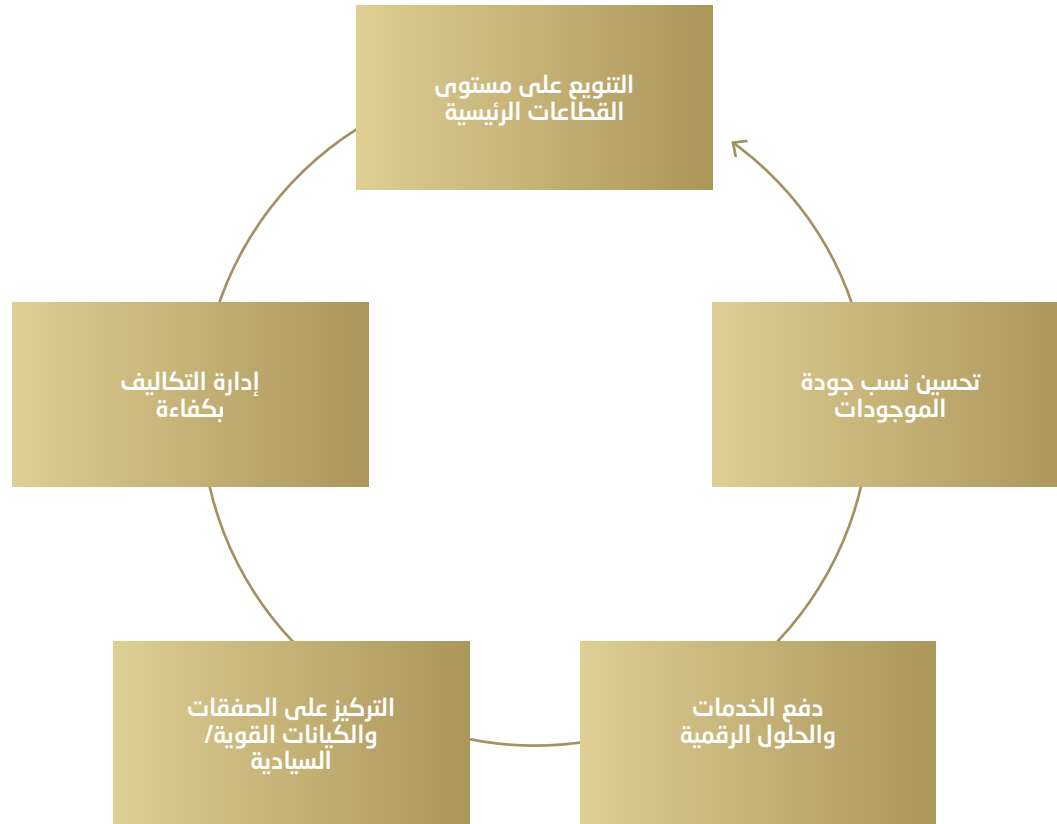 التنويع على مستوى
القطاعات الرئيسية
إدارة التكاليف
بكفاءة
تحسين نسب جودة
الموجودات
التركيز على الصفقات
والكيانات القوية/
السيادية
دفع الخدمات
والحلول الرقمية